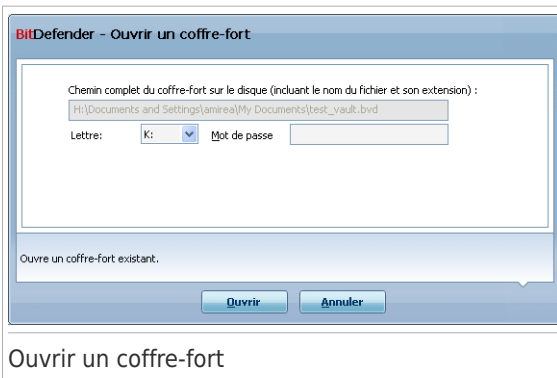 BitDefender - Ouvrir un coffre-fort
Chemin complet du coffre-fort sur le disque (incluant le nom du fichier et son extension) :
H:\Documents and Settings\amirea\My Documents\test_vault.bvd
Lettre: K: Mot de passe
Ouvre un coffre-fort existant.
Ouvrir Annuler
Ouvrir un coffre-fort